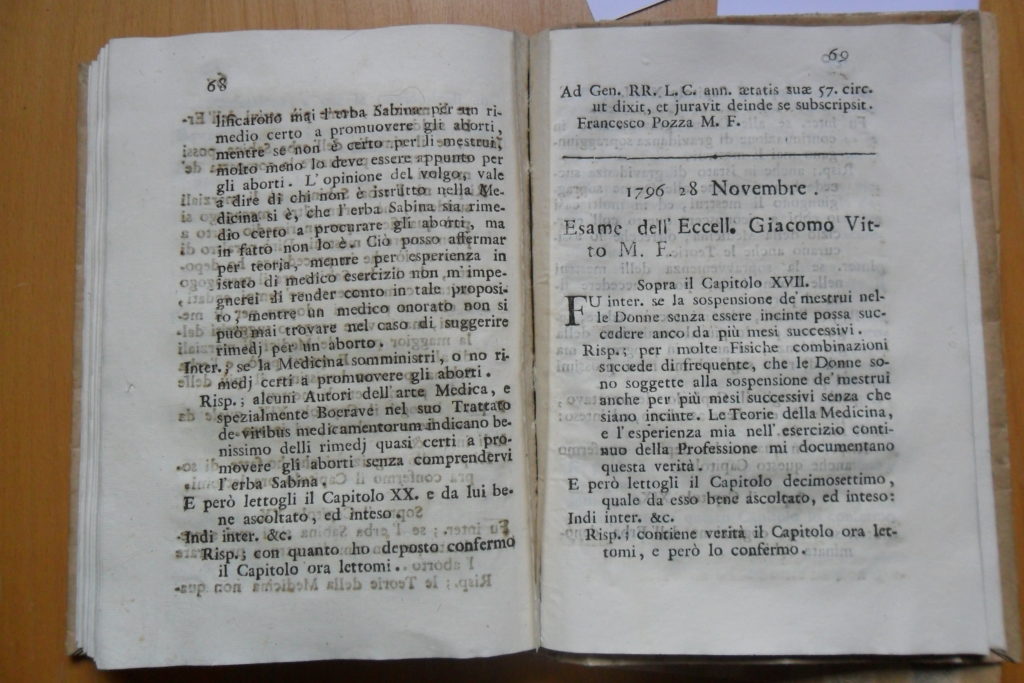 68
jificarono mai l'erba Sabina per un ri-
medio certo a promuovere gli aborti,
mentre se non è certo per li mestrui,
molto meno lo deve essere appunto per
gli aborti. L'opinione del volgo, vale
a dire di chi non è istrutto nella Me-
dicina si è, che l'erba Sabina sia rime-
dio certo a procurare gli aborti, ma
in fatto non lo è. Ciò posso affermar
per teoria, mentre per esperienza in
istato di medico esercizio non m'impe-
gnerei di render conto in tale proposi-
to, mentre un medico onorato non si
può mai trovare nel caso di suggerire
rimedj per un aborto.
Inter.; se la Medicina somministri, o no ri-
medj certi a promuovere gli aborti.
Risp.; alcuni Autori dell'arte Medica, e
spezialmente Boerave nel suo Trattato
de viribus medicamentorum indicano be-
nissimo delli rimedj quasi certi a pro-
movere gli aborti senza comprendervi
l'erba Sabina.
E però lettogli il Capitolo XX. e da lui be-
ne ascoltato, ed inteso.
Indi inter. &c.
Risp.; con quanto ho deposto confermo
il Capitolo ora lettomi.
69
Ad Gen. RR. L. C. ann. ætatis suæ 57. circ.
ut dixit, et juravit deinde se subscripsit.
Francesco Pozza M. F.
1796 28 Novembre.
Esame dell'Eccell. Giacomo Vit-
to M. F.
Sopra il Capitolo XVII.
FU inter. se la sospensione de'mestrui nel-
le Donne senza essere incinte possa suc-
cedere anco da più mesi successivi.
Risp.; per molte Fisiche combinazioni
succede di frequente, che le Donne so-
no soggette alla sospensione de'mestrui
anche per più mesi successivi senza che
siano incinte. Le Teorie della Medicina,
e l'esperienza mia nell'esercizio conti-
nuo della Professione mi documentano
questa verità.
E però lettogli il Capitolo decimosettimo,
quale da esso bene ascoltato, ed inteso:
Indi inter. &c.
Risp.; contiene verità il Capitolo ora let-
tomi, e però lo confermo.